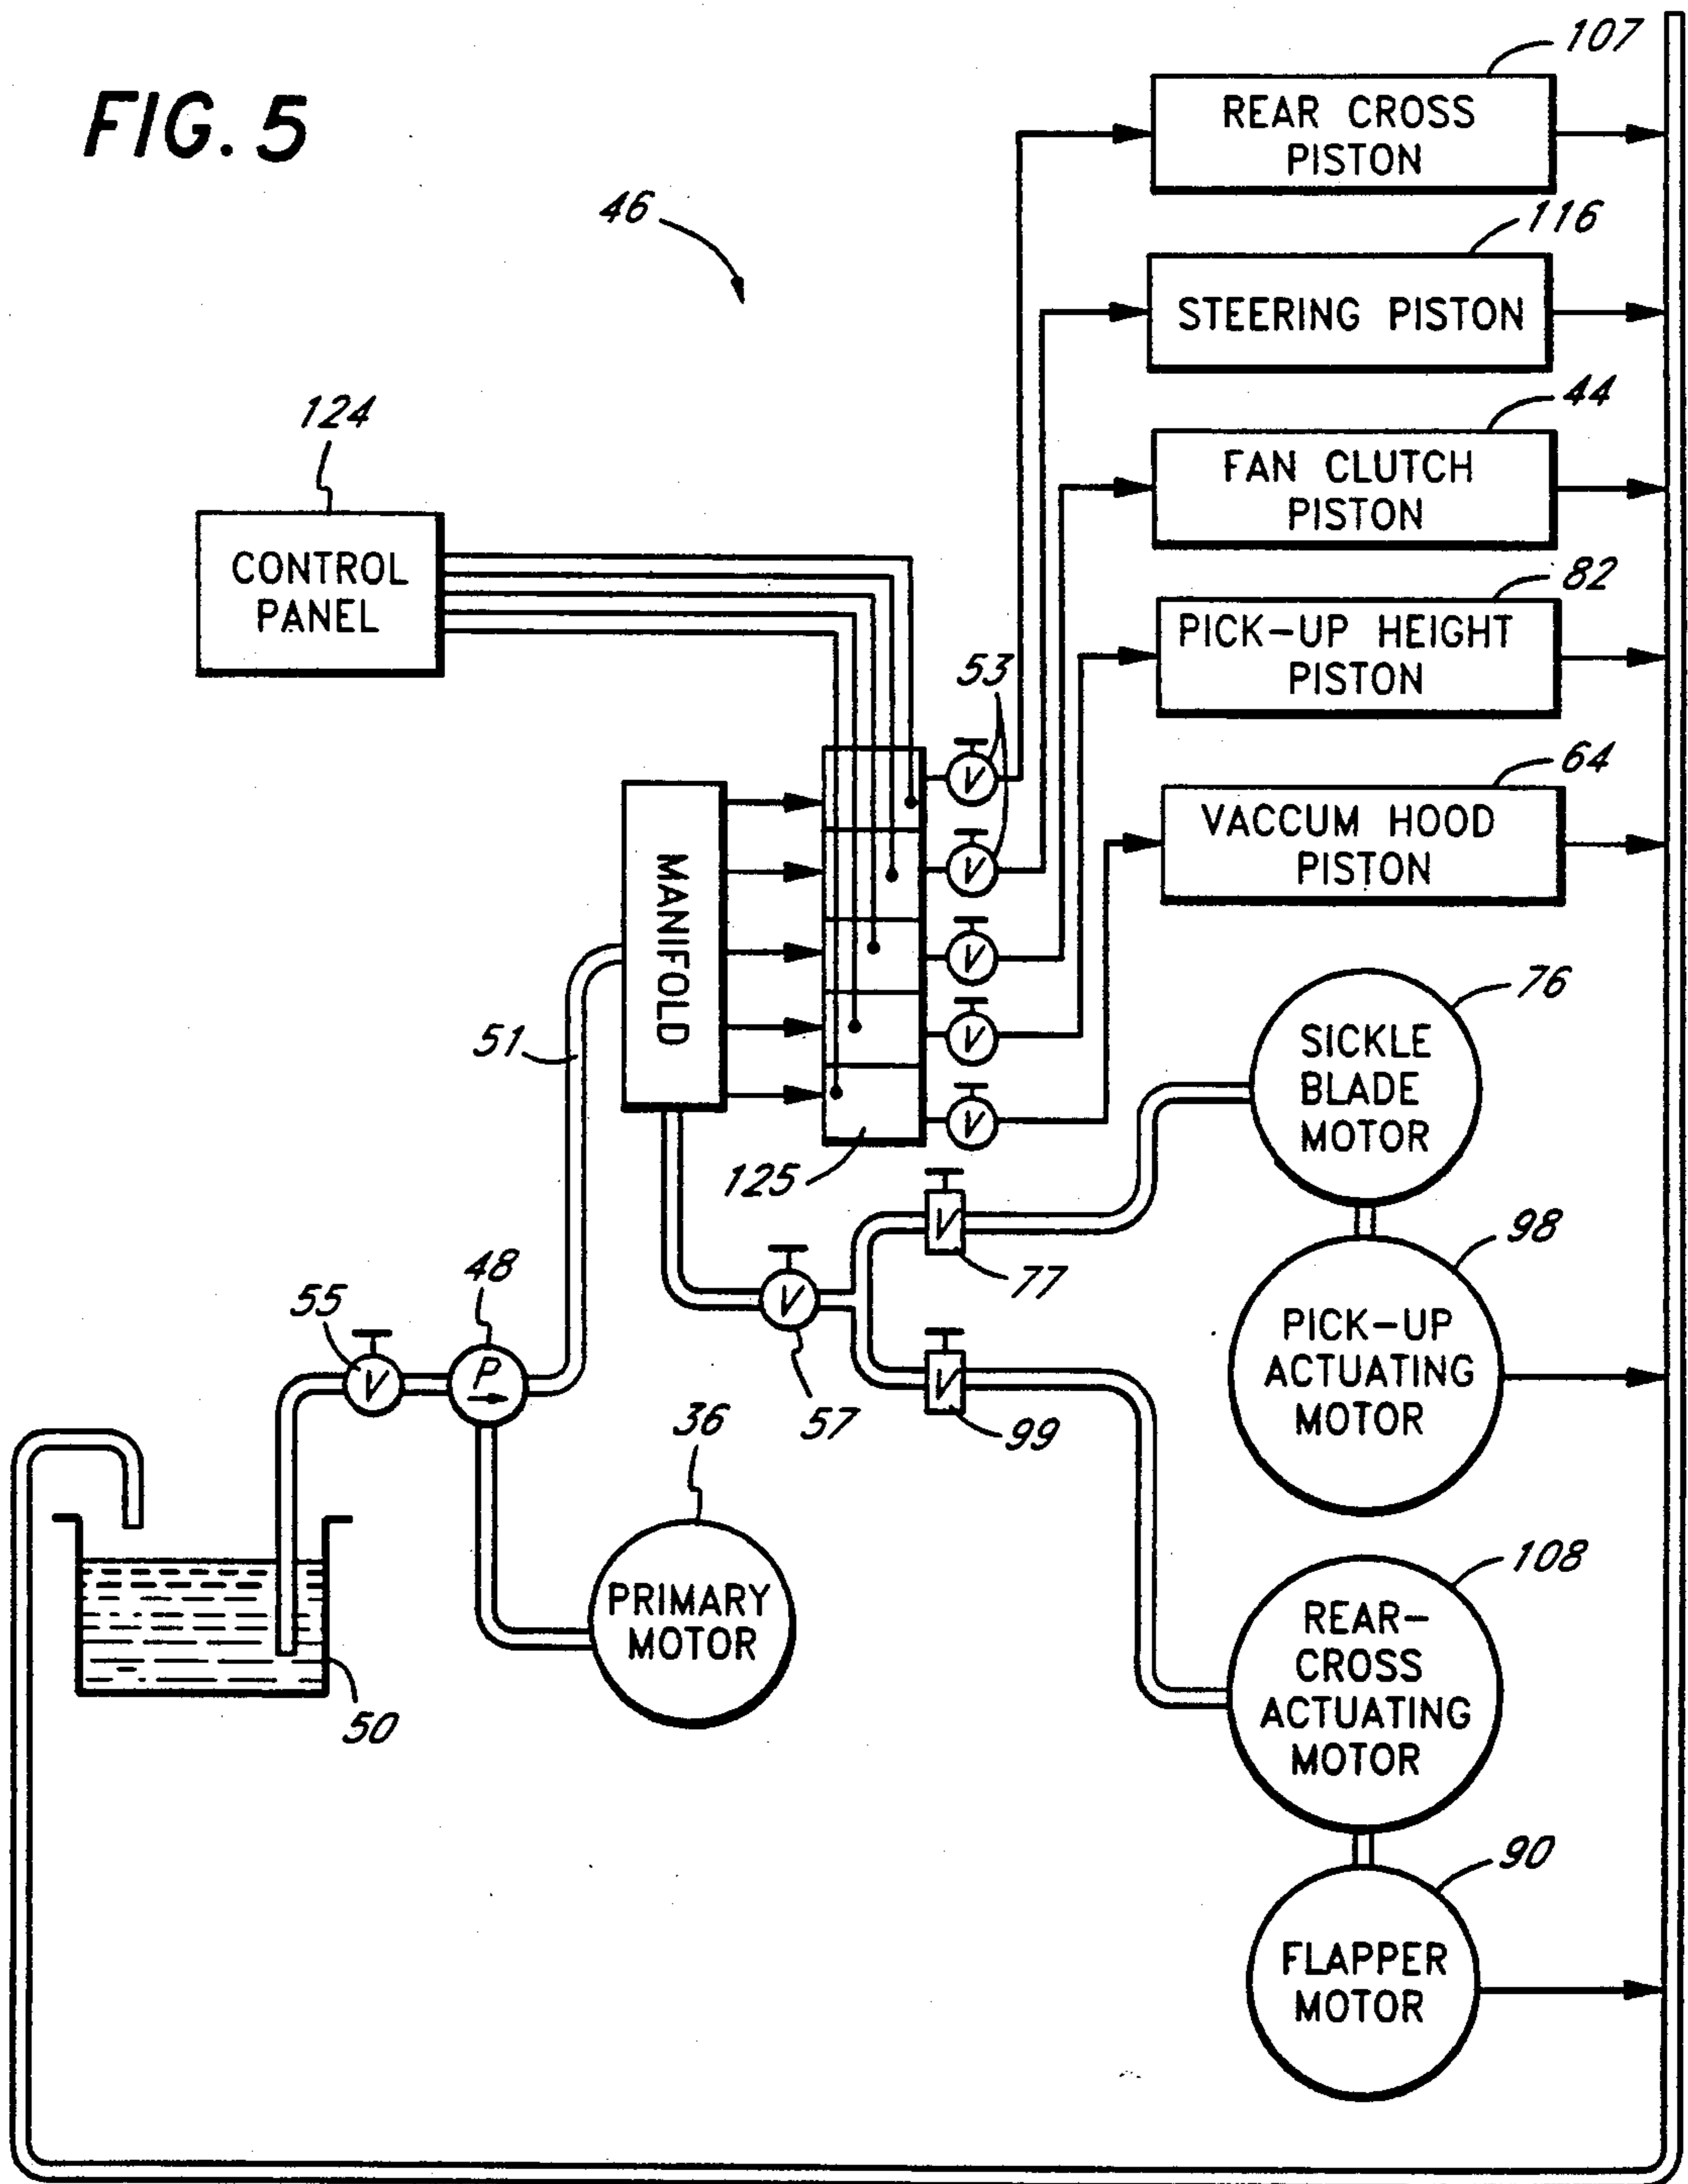 FIG. 5
107
REAR CROSS
PISTON
46
116
STEERING PISTON
124
44
FAN CLUTCH
PISTON
CONTROL
PANEL
82
PICK-UP HEIGHT
PISTON
53
64
VACCUM HOOD
PISTON
V
V
V
V
V
MANIFOLD
51
125
76
SICKLE
BLADE
MOTOR
V
77
98
PICK-UP
ACTUATING
MOTOR
55
V
48
P
V
57
V
99
36
PRIMARY
MOTOR
50
108
REAR-
CROSS
ACTUATING
MOTOR
90
FLAPPER
MOTOR